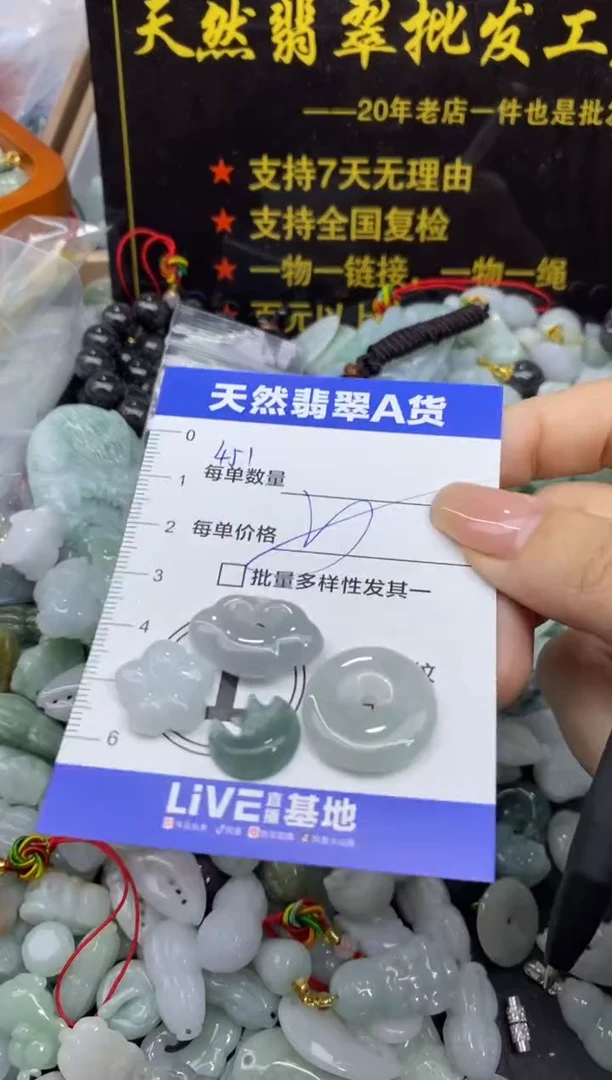 天然翡翠批发工
——20年老店一件也是批
★ 支持7天无理由
★ 支持全国复检
★ 一物一链接，一物一绳
百元以上
天然翡翠A货
0
451
1
每单数量
2
每单价格
3
批量多样性发其一
4
6
LiVE直播基地